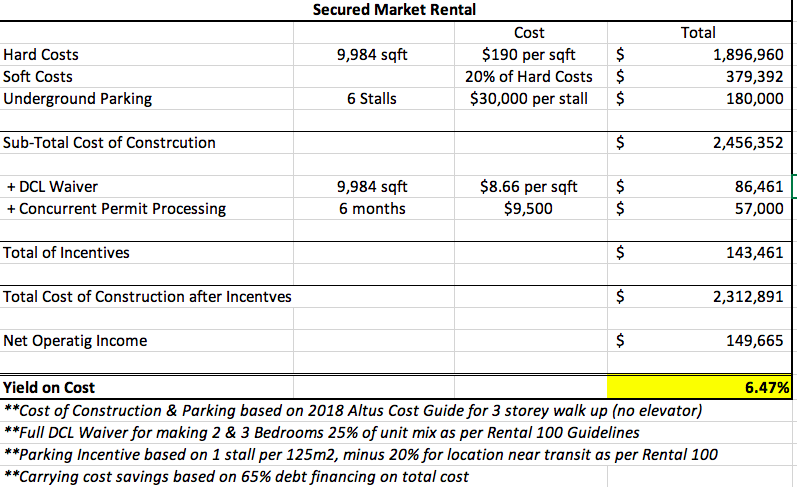 Secured Market Rental
Cost Total
Hard Costs 9,984 sqft $190 per sqft $ 1,896,960
Soft Costs 20% of Hard Costs $ 379,392
Underground Parking 6 Stalls $30,000 per stall $ 180,000
Sub-Total Cost of Constrcution $ 2,456,352
+ DCL Waiver 9,984 sqft $8.66 per sqft $ 86,461
+ Concurrent Permit Processing 6 months $9,500 $ 57,000
Total of Incentives $ 143,461
Total Cost of Construction after Incentves $ 2,312,891
Net Operatig Income $ 149,665
Yield on Cost 6.47%
**Cost of Construction & Parking based on 2018 Altus Cost Guide for 3 storey walk up (no elevator)
**Full DCL Waiver for making 2 & 3 Bedrooms 25% of unit mix as per Rental 100 Guidelines
**Parking Incentive based on 1 stall per 125m2, minus 20% for location near transit as per Rental 100
**Carrying cost savings based on 65% debt financing on total cost